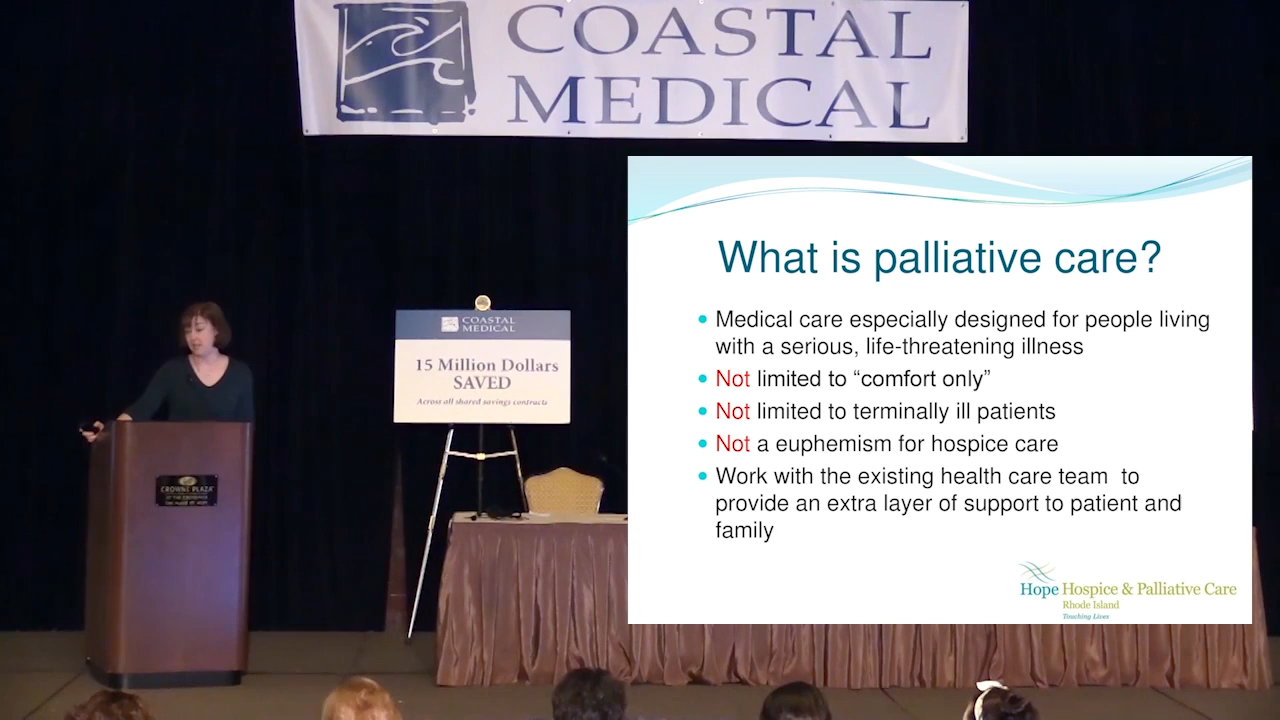 COASTAL
MEDICAL
What is palliative care?
• Medical care especially designed for people living
with a serious, life-threatening illness
• Not limited to “comfort only”
• Not limited to terminally ill patients
• Not a euphemism for hospice care
• Work with the existing health care team to
provide an extra layer of support to patient and
family
Hope Hospice & Palliative Care
Rhode Island
Touching Lives
COASTAL
MEDICAL
15 Million Dollars
SAVED
Across all shared savings contracts
CROWNE PLAZA